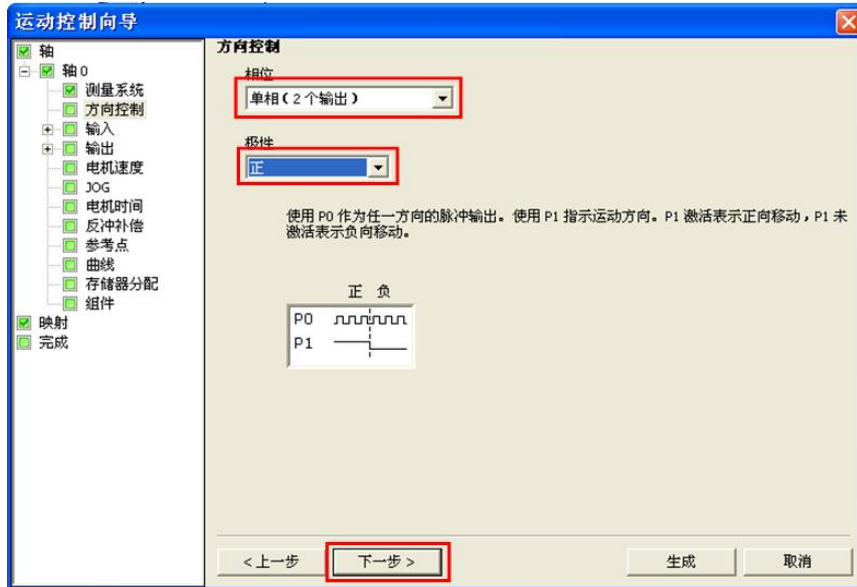 运动控制向导
轴
轴 0
测量系统
方向控制
输入
输出
电机速度
JOG
电机时间
反冲补偿
参考点
曲线
存储器分配
组件
映射
完成
方向控制
相位
单相(2 个输出)
极性
正
使用 P0 作为任一方向的脉冲输出。使用 P1 指示运动方向。P1 激活表示正向移动,P1 未
激活表示负向移动。
正 负
P0
P1
<上一步
下一步>
生成
取消